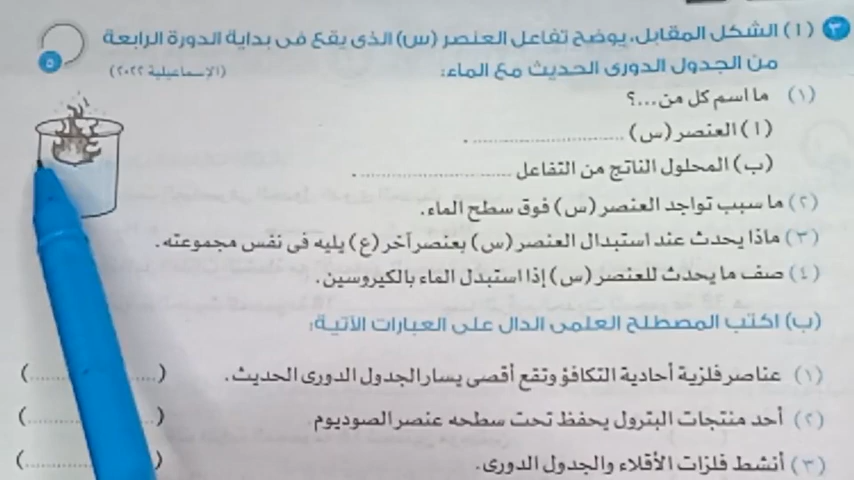 ٣ (أ) الشكل المقابل، يوضح تفاعل العنصر (س) الذى يقع فى بداية الدورة الرابعة
من الجدول الدورى الحديث مع الماء:
(الإسماعيلية ٢٠٢٢)
٥
(١) ما اسم كل من...؟
(أ) العنصر (س) ..............................
(ب) المحلول الناتج من التفاعل ..............................
(٢) ما سبب تواجد العنصر (س) فوق سطح الماء.
(٣) ماذا يحدث عند استبدال العنصر (س) بعنصر آخر (ع) يليه فى نفس مجموعته.
(٤) صف ما يحدث للعنصر (س) إذا استبدل الماء بالكيروسين.
(ب) اكتب المصطلح العلمى الدال على العبارات الآتية:
(١) عناصر فلزية أحادية التكافؤ وتقع أقصى يسار الجدول الدورى الحديث. (....................)
(٢) أحد منتجات البترول يحفظ تحت سطحه عنصر الصوديوم (....................)
(٣) أنشط فلزات الأقلاء والجدول الدورى. (....................)